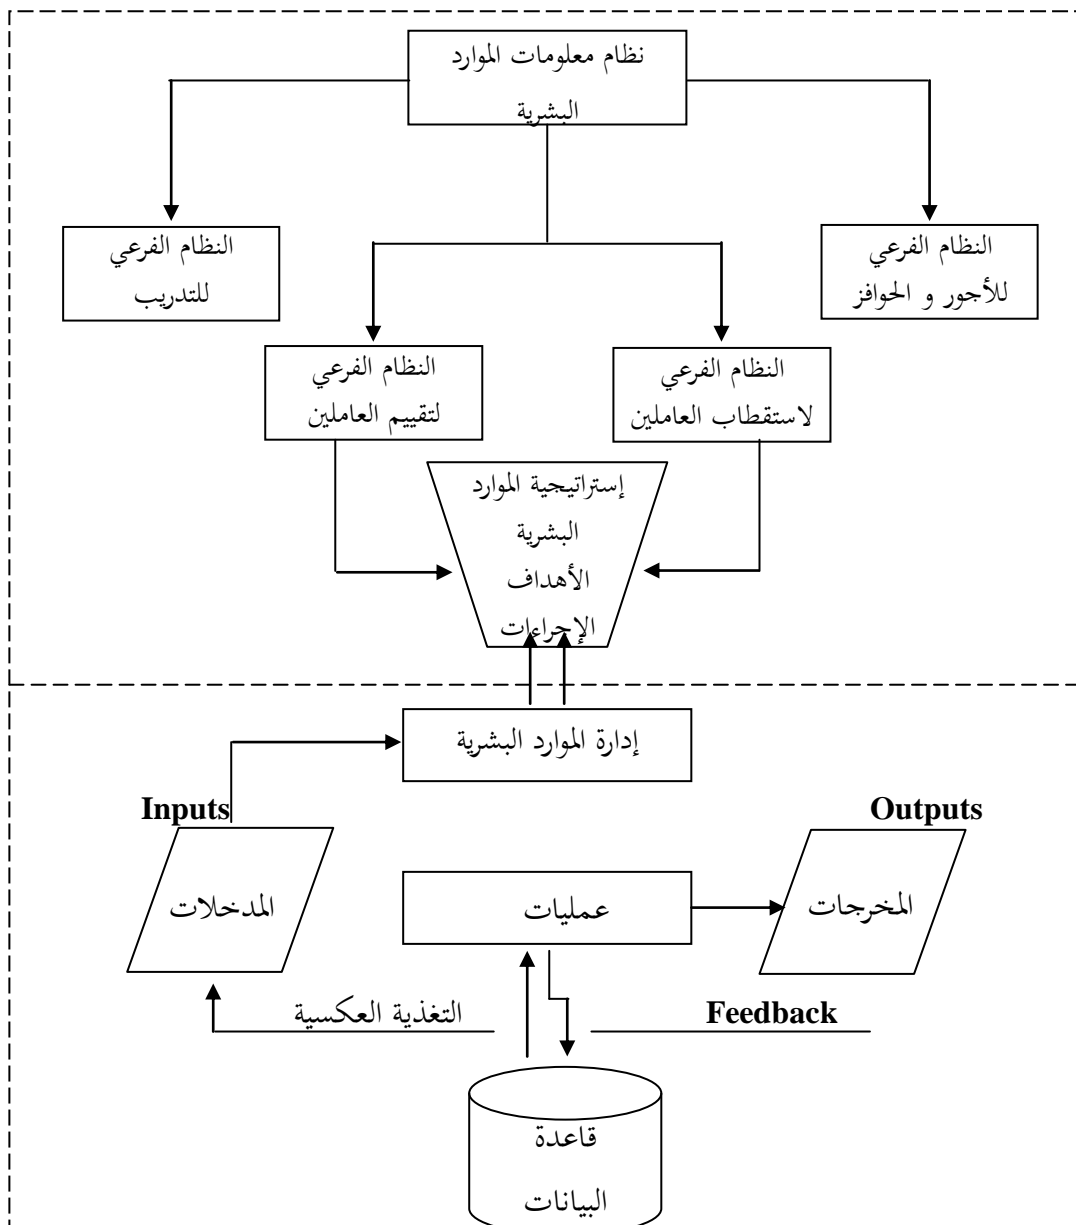 نظام معلومات الموارد
البشرية
النظام الفرعي
للأجور و الحوافز
النظام الفرعي
للتدريب
النظام الفرعي
لاستقطاب العاملين
النظام الفرعي
لتقييم العاملين
إستراتيجية الموارد
البشرية
الأهداف
الإجراءات
إدارة الموارد البشرية
Inputs
Outputs
المدخلات
عمليات
المخرجات
التغذية العكسية
Feedback
قاعدة
البيانات